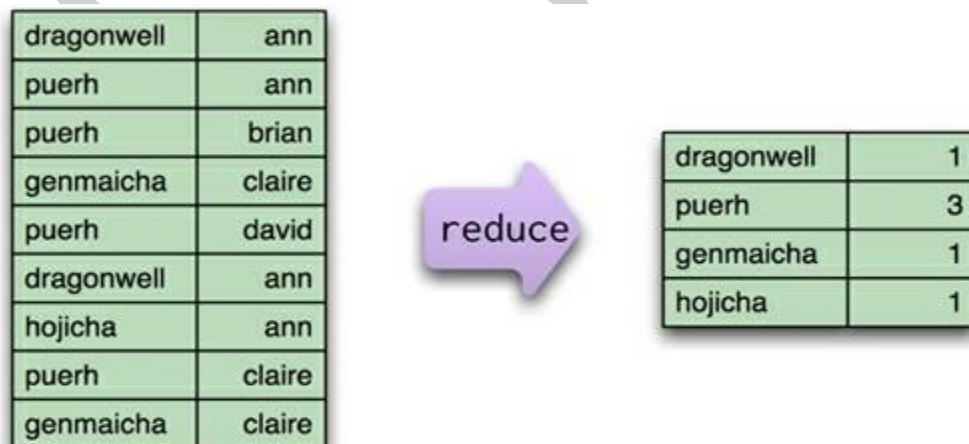 dragonwell ann
puerh ann
puerh brian
genmaicha claire
puerh david
dragonwell ann
hojicha ann
puerh claire
genmaicha claire
reduce
dragonwell 1
puerh 3
genmaicha 1
hojicha 1